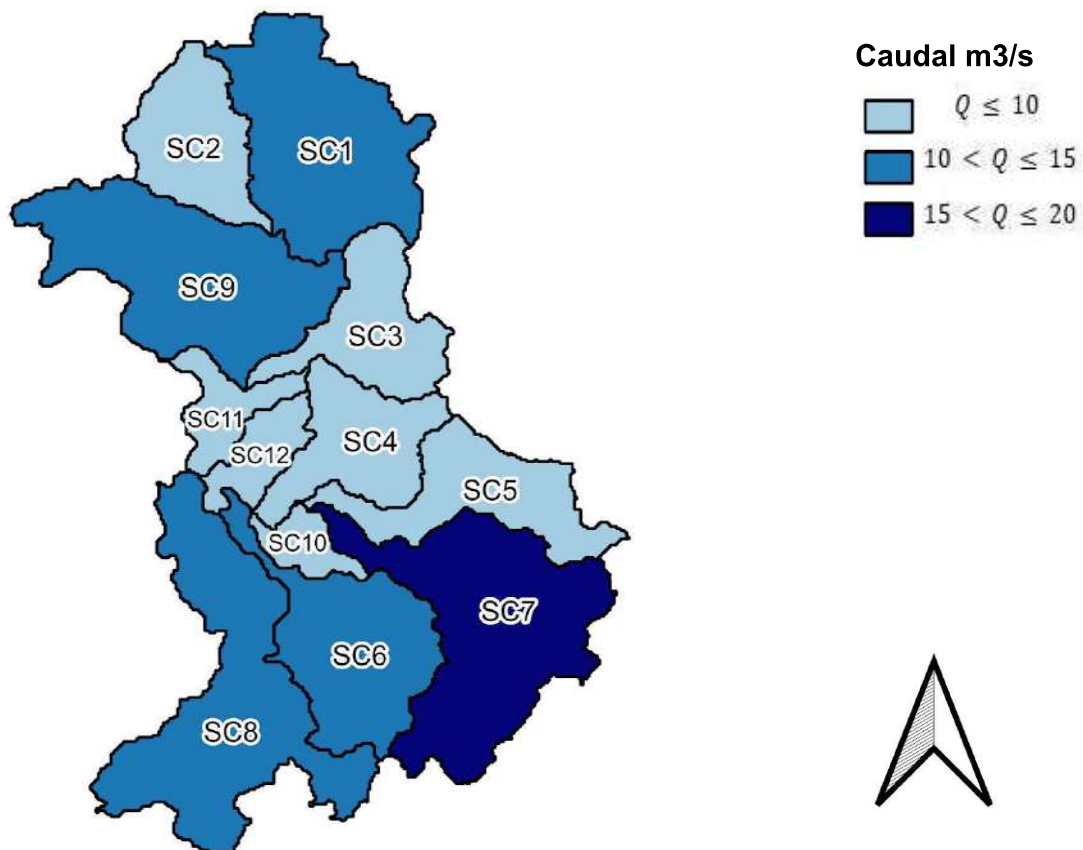 Caudal m3/s
Q ≤ 10
10 < Q ≤ 15
15 < Q ≤ 20
SC2
SC1
SC9
SC3
SC11
SC12
SC4
SC5
SC10
SC7
SC6
SC8